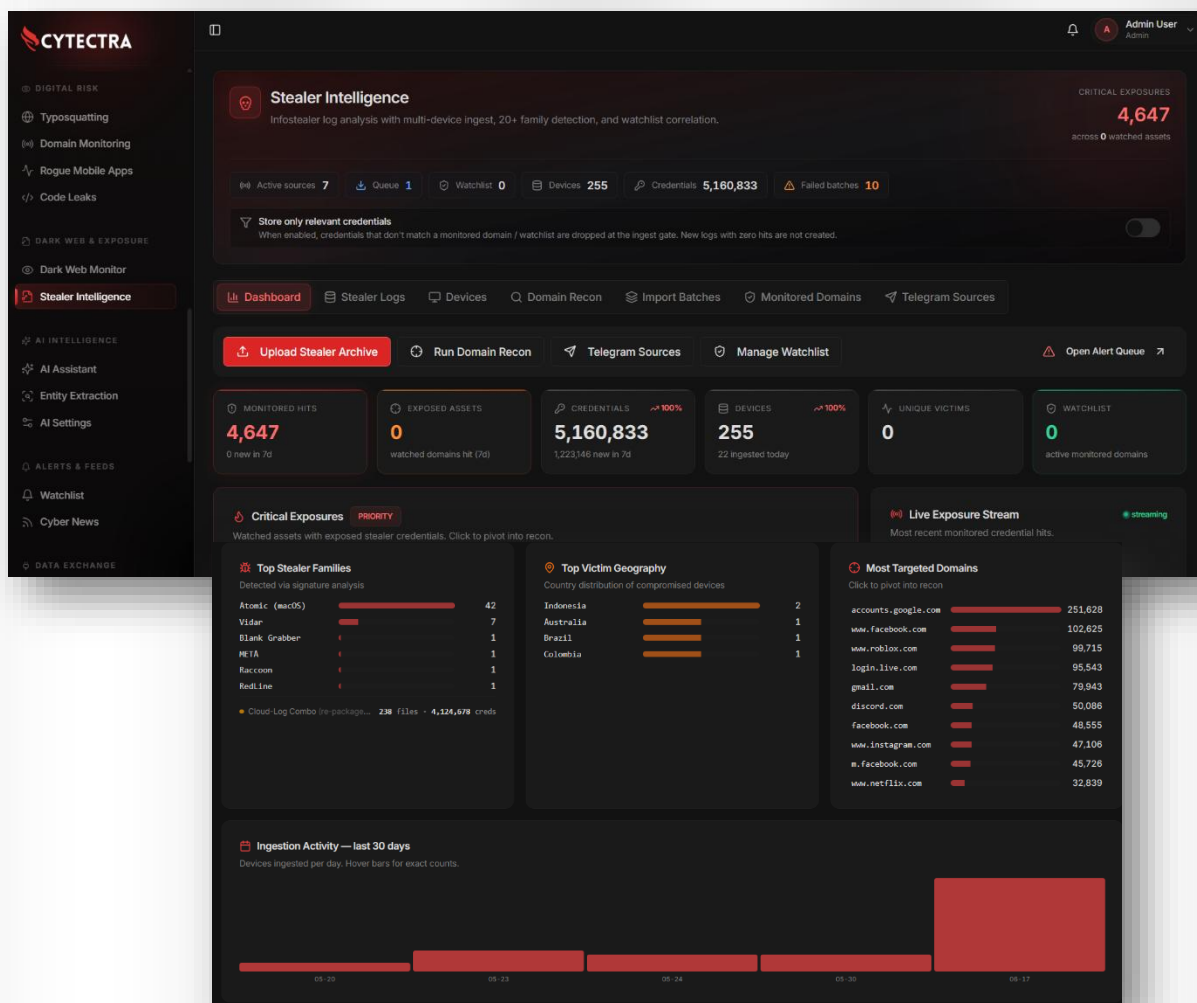 CYTECTRA
DIGITAL RISK
Typosquatting
Domain Monitoring
Rogue Mobile Apps
Code Leaks
DARK WEB & EXPOSURE
Dark Web Monitor
Stealer Intelligence
AI INTELLIGENCE
AI Assistant
Entity Extraction
AI Settings
ALERTS & FEEDS
Watchlist
Cyber News
DATA EXCHANGE
A
Admin User
Admin
Stealer Intelligence
Infostealer log analysis with multi-device ingest, 20+ family detection, and watchlist correlation.
CRITICAL EXPOSURES
4,647
across 0 watched assets
Active sources 7
Queue 1
Watchlist 0
Devices 255
Credentials 5,160,833
Failed batches 10
Store only relevant credentials
When enabled, credentials that don't match a monitored domain / watchlist are dropped at the ingest gate. New logs with zero hits are not created.
Dashboard
Stealer Logs
Devices
Domain Recon
Import Batches
Monitored Domains
Telegram Sources
Upload Stealer Archive
Run Domain Recon
Telegram Sources
Manage Watchlist
Open Alert Queue
MONITORED HITS
4,647
0 new in 7d
EXPOSED ASSETS
0
watched domains hit (7d)
CREDENTIALS 100%
5,160,833
1,223,146 new in 7d
DEVICES 100%
255
22 ingested today
UNIQUE VICTIMS
0
WATCHLIST
0
active monitored domains
Critical Exposures PRIORITY
Watched assets with exposed stealer credentials. Click to pivot into recon.
Live Exposure Stream streaming
Most recent monitored credential hits.
Top Stealer Families
Detected via signature analysis
Atomic (macOS) 42
Vidar 7
Blank Grabber 1
META 1
Raccoon 1
RedLine 1
Cloud-Log Combo (re-package... 238 files · 4,124,678 creds
Top Victim Geography
Country distribution of compromised devices
Indonesia 2
Australia 1
Brazil 1
Colombia 1
Most Targeted Domains
Click to pivot into recon
accounts.google.com 251,628
www.facebook.com 102,625
www.roblox.com 99,715
login.live.com 95,543
gmail.com 79,943
discord.com 50,086
facebook.com 48,555
www.instagram.com 47,106
m.facebook.com 45,726
www.netflix.com 32,839
Ingestion Activity — last 30 days
Devices ingested per day. Hover bars for exact counts.
05-20
05-23
05-24
05-30
06-17